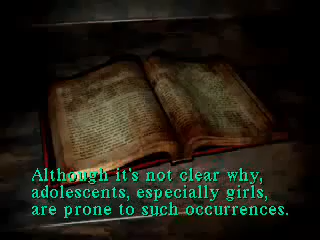 Although it's not clear why,
adolescents, especially girls,
are prone to such occurrences.